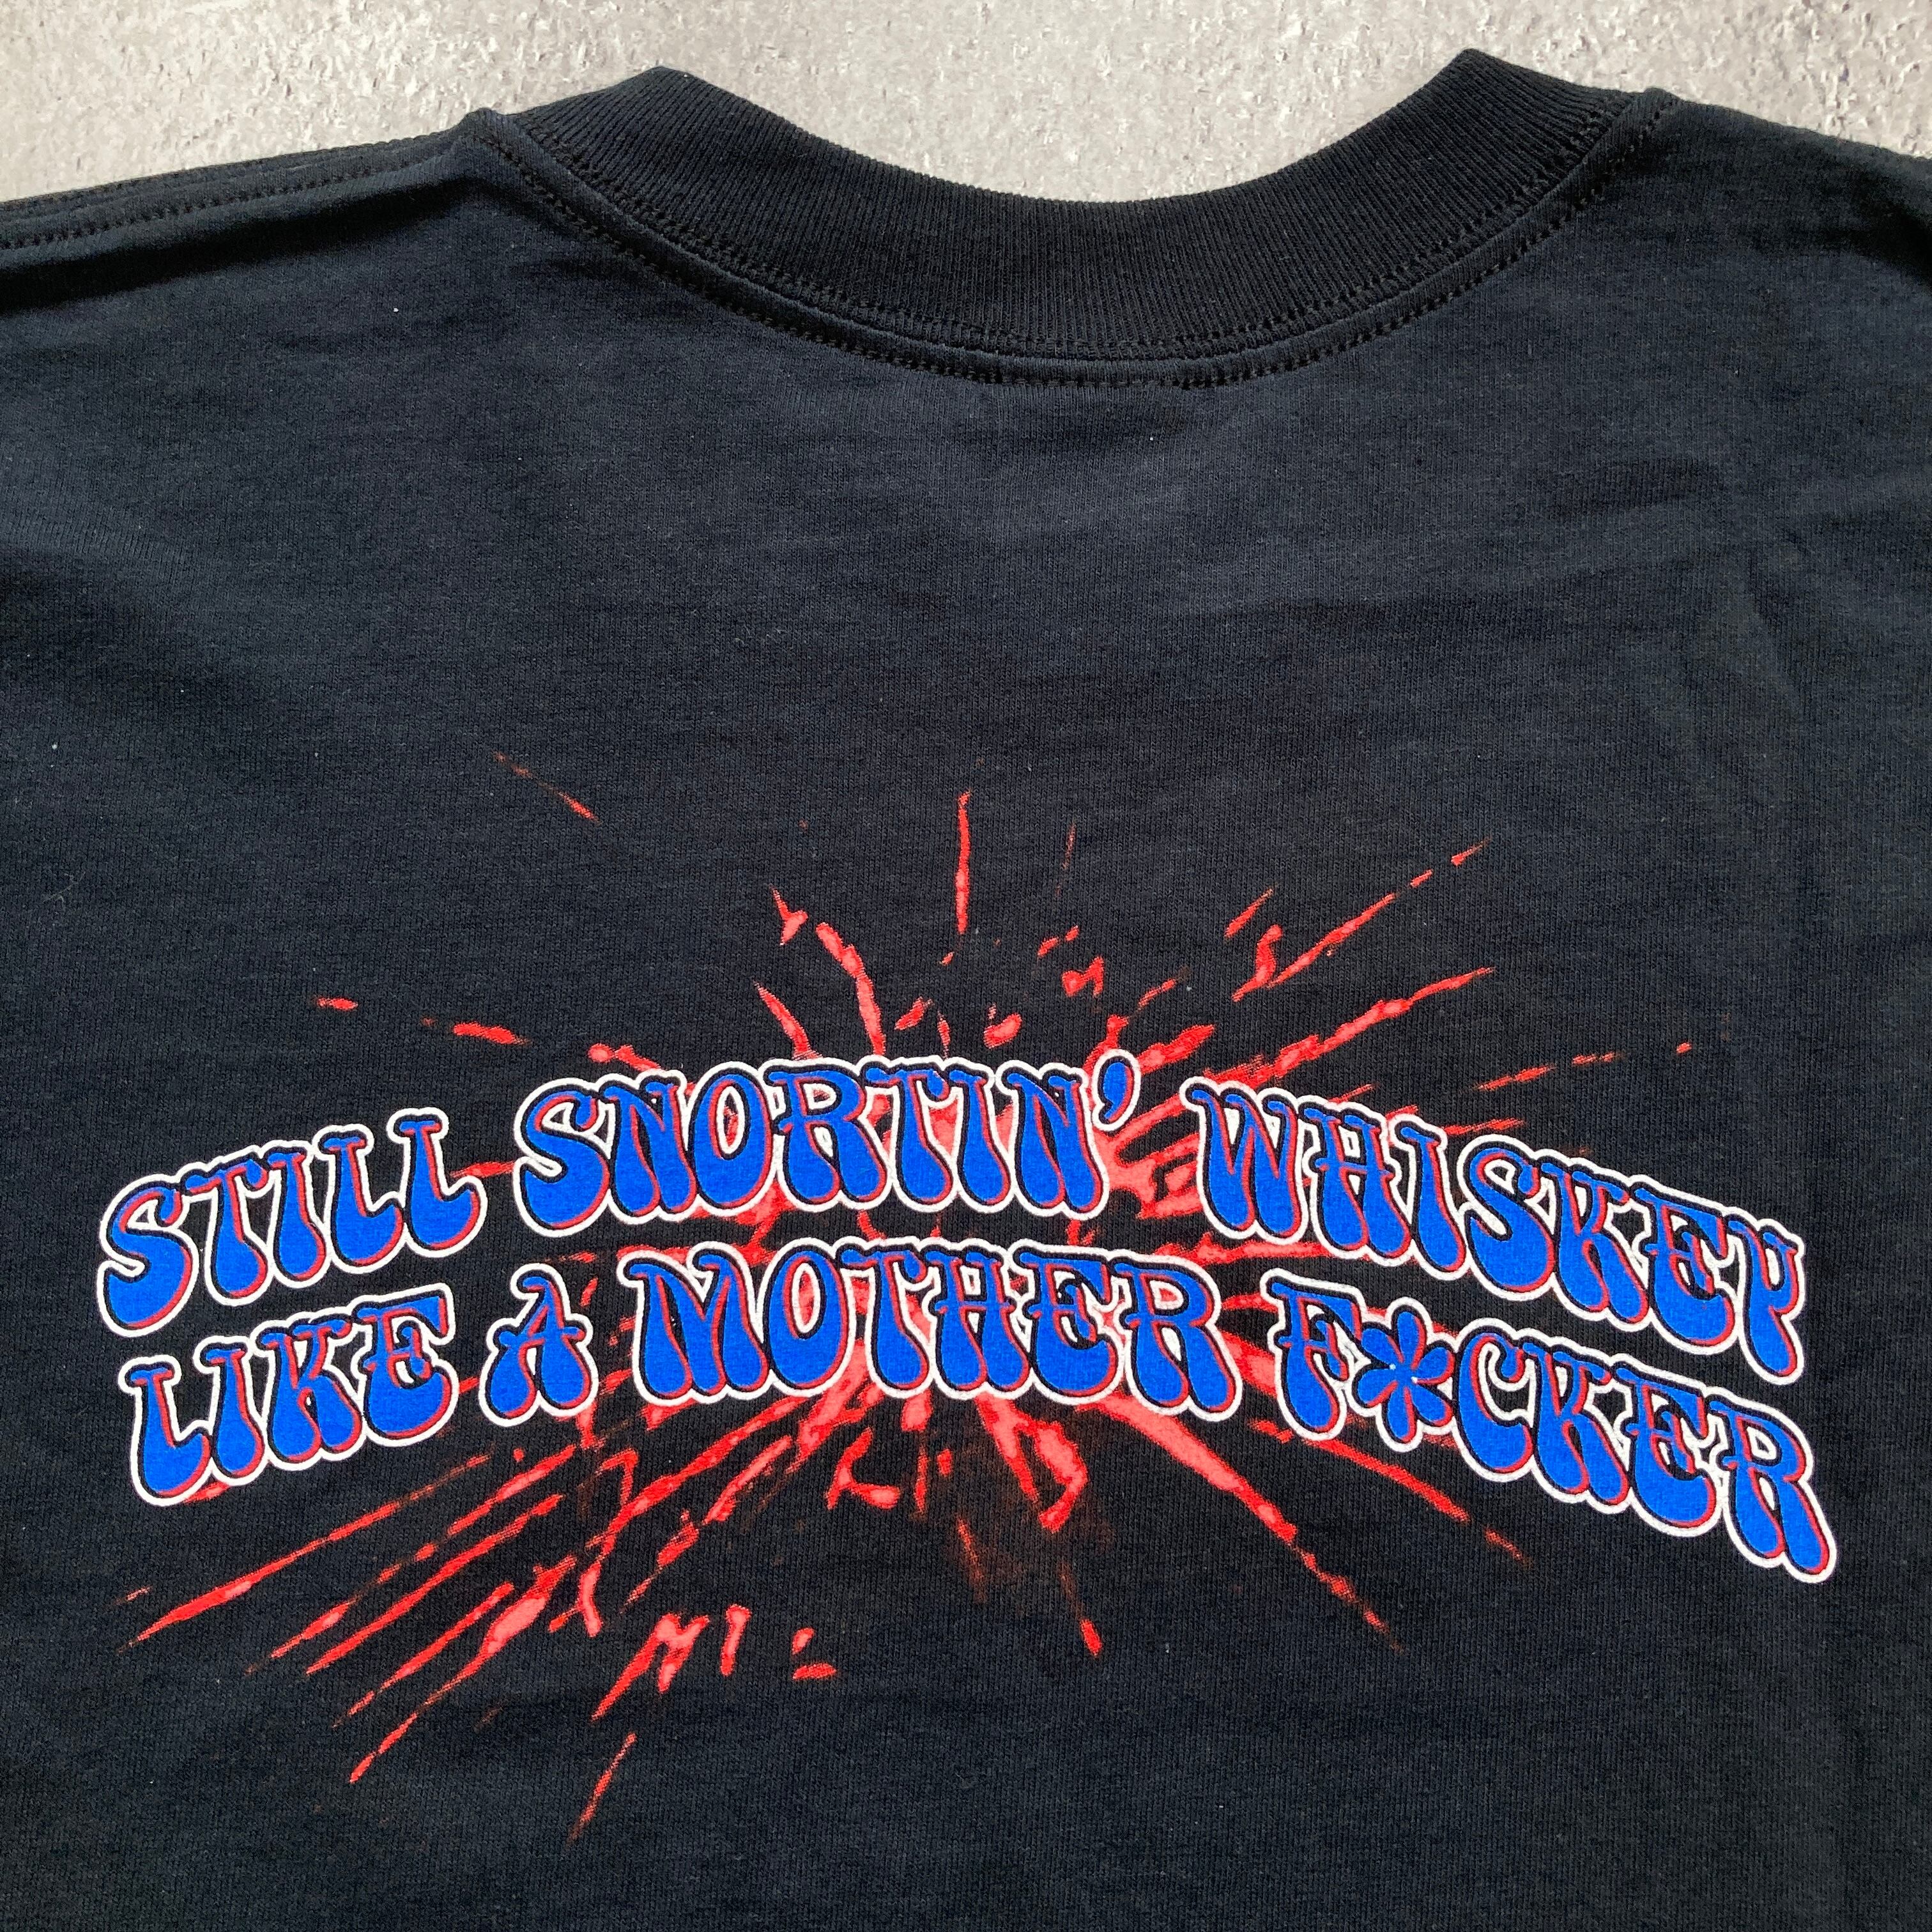 STILL SNORTIN' WHISKEY
LIKE A MOTHER F*CKER